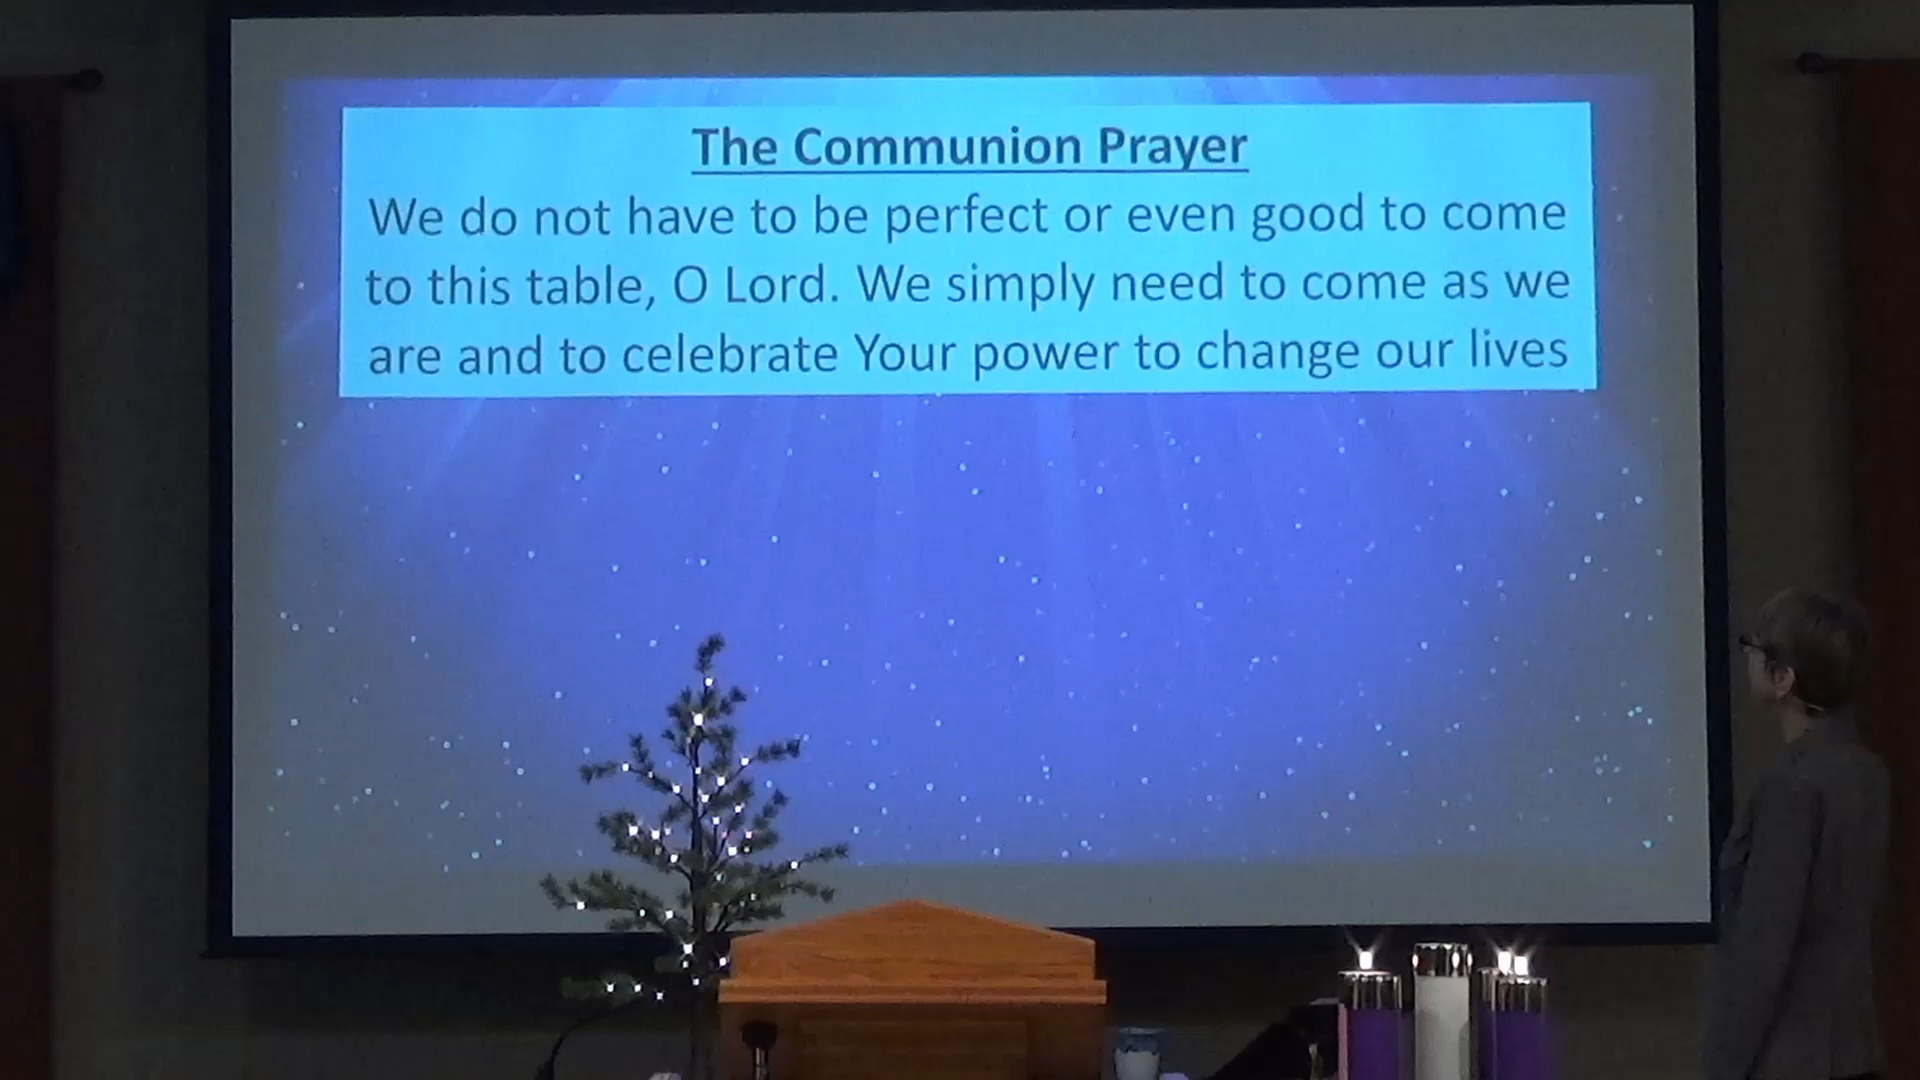 The Communion Prayer
We do not have to be perfect or even good to come
to this table, O Lord. We simply need to come as we
are and to celebrate Your power to change our lives